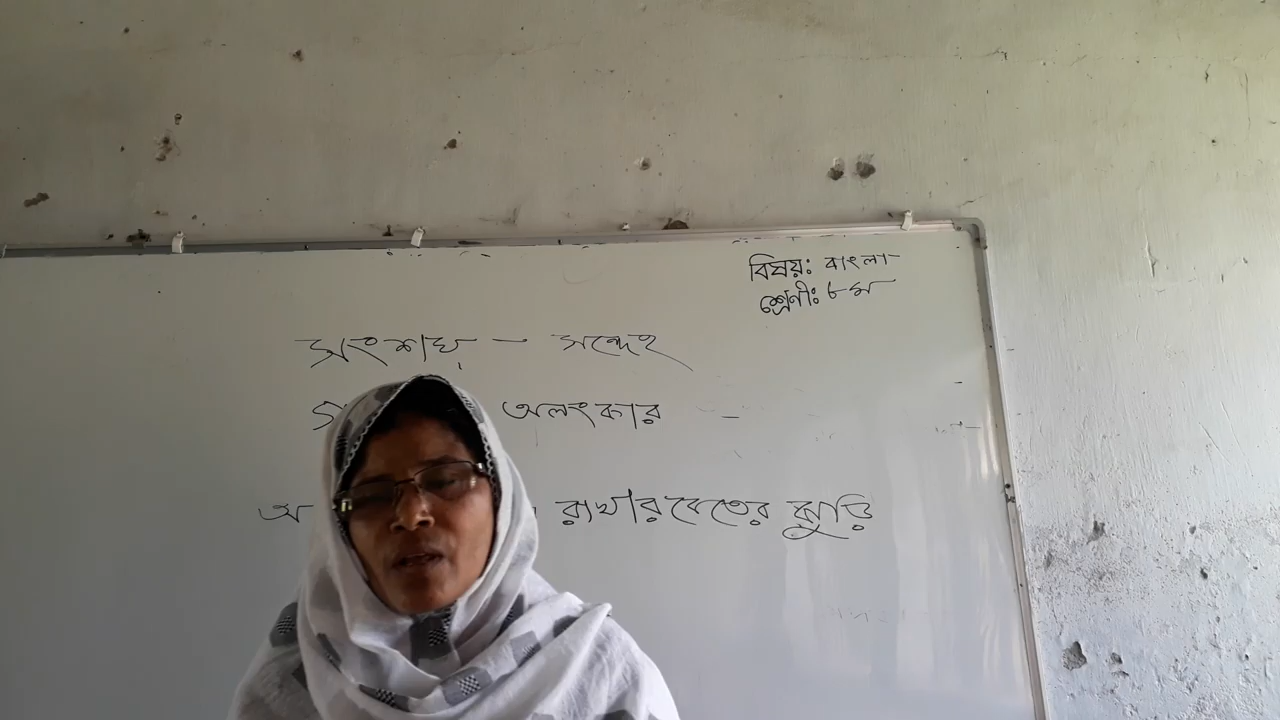 বিষয়ঃ বাংলা
শ্রেণীঃ ৮ম
সংশয় - সন্দেহ
অলংকার -
রাখার বেতের ঝুড়ি